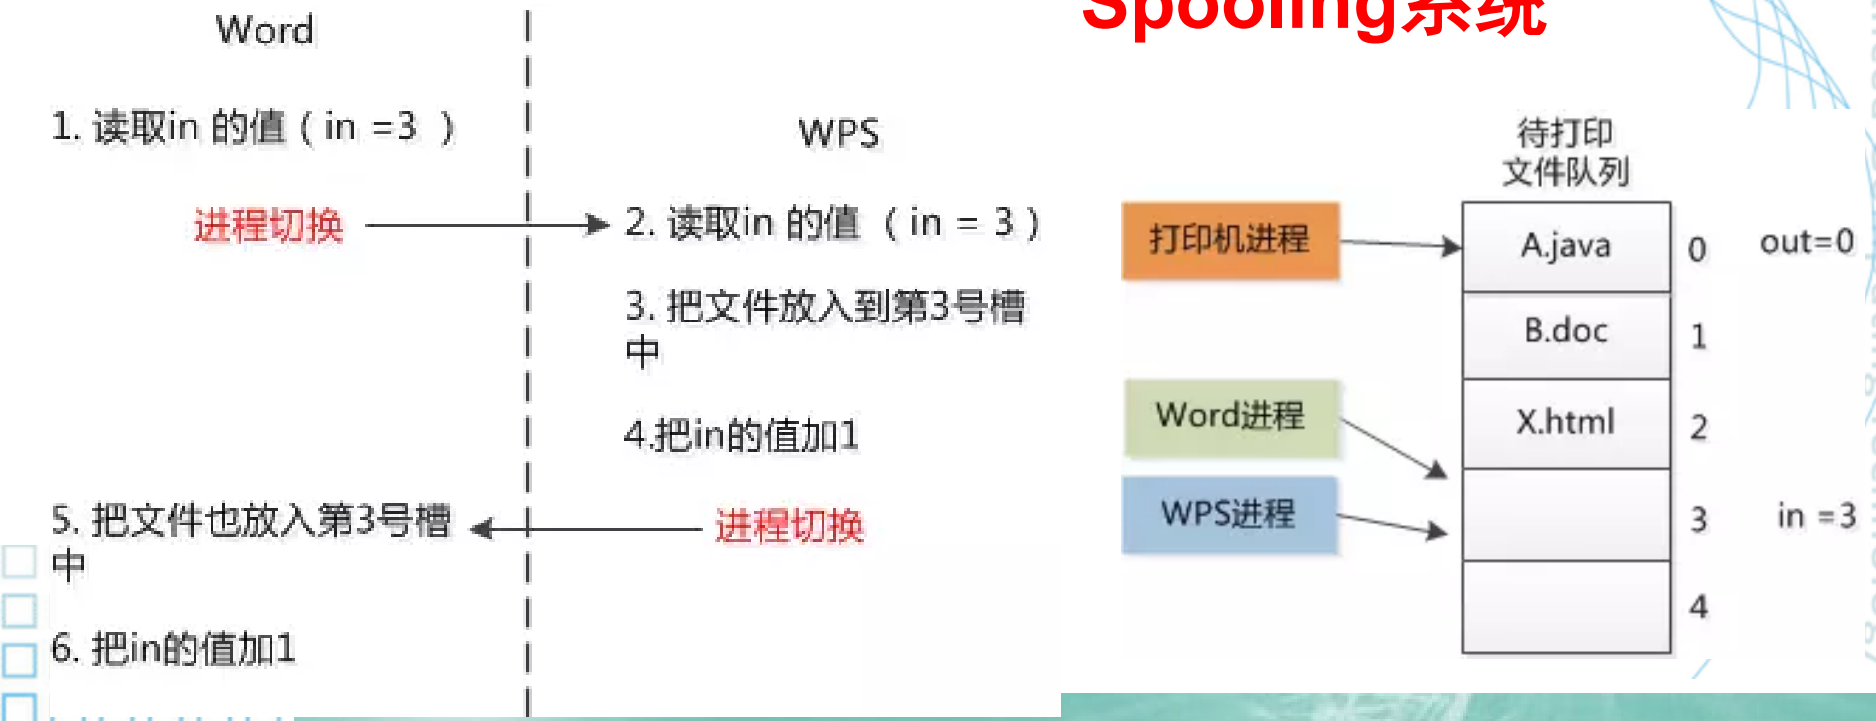 Spooling系统
Word
1. 读取in 的值 ( in =3 )
进程切换
WPS
2. 读取in 的值 ( in = 3 )
3. 把文件放入到第3号槽
中
4.把in的值加1
进程切换
5. 把文件也放入第3号槽
中
6. 把in的值加1
待打印
文件队列
打印机进程
A.java
0
out=0
B.doc
1
Word进程
X.html
2
WPS进程
3
in =3
4